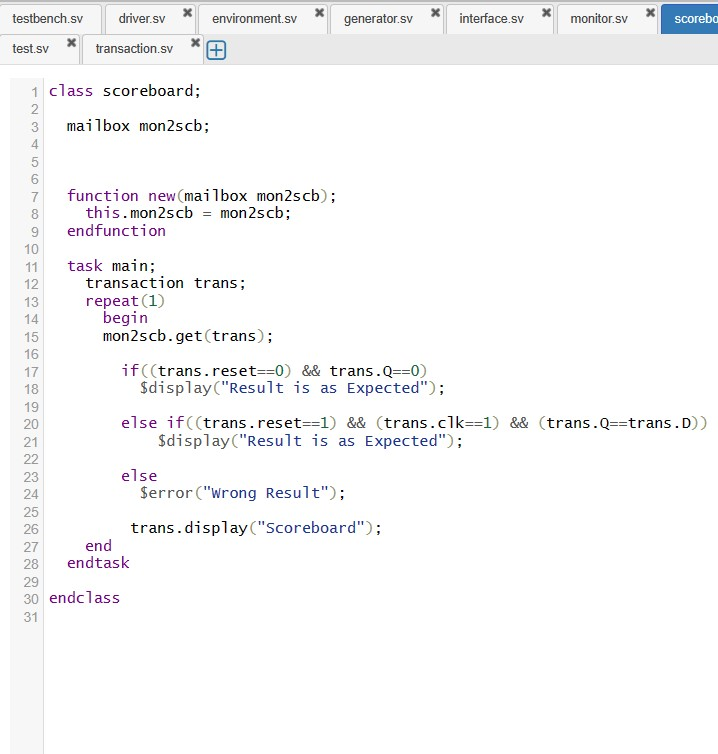 testbench.sv driver.sv environment.sv generator.sv interface.sv monitor.sv scorebo
test.sv transaction.sv
1 class scoreboard;
2
3 mailbox mon2scb;
4
5
6
7 function new(mailbox mon2scb);
8 this.mon2scb = mon2scb;
9 endfunction
10
11 task main;
12 transaction trans;
13 repeat(1)
14 begin
15 mon2scb.get(trans);
16
17 if((trans.reset==0) && trans.Q==0)
18 $display("Result is as Expected");
19
20 else if((trans.reset==1) && (trans.clk==1) && (trans.Q==trans.D))
21 $display("Result is as Expected");
22
23 else
24 $error("Wrong Result");
25
26 trans.display("Scoreboard");
27 end
28 endtask
29
30 endclass
31